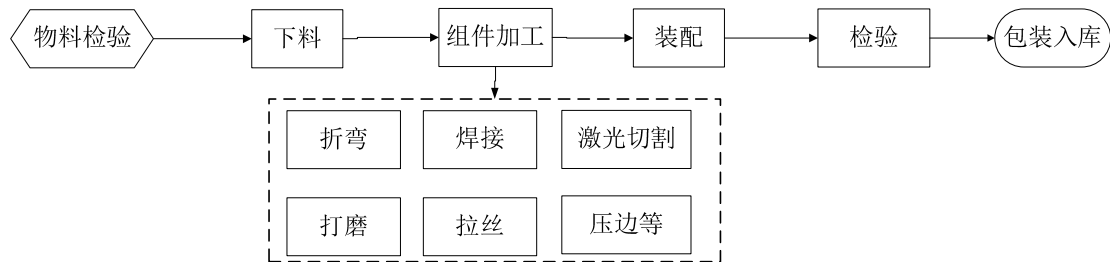 物料检验
下料
组件加工
装配
检验
包装入库
折弯
焊接
激光切割
打磨
拉丝
压边等